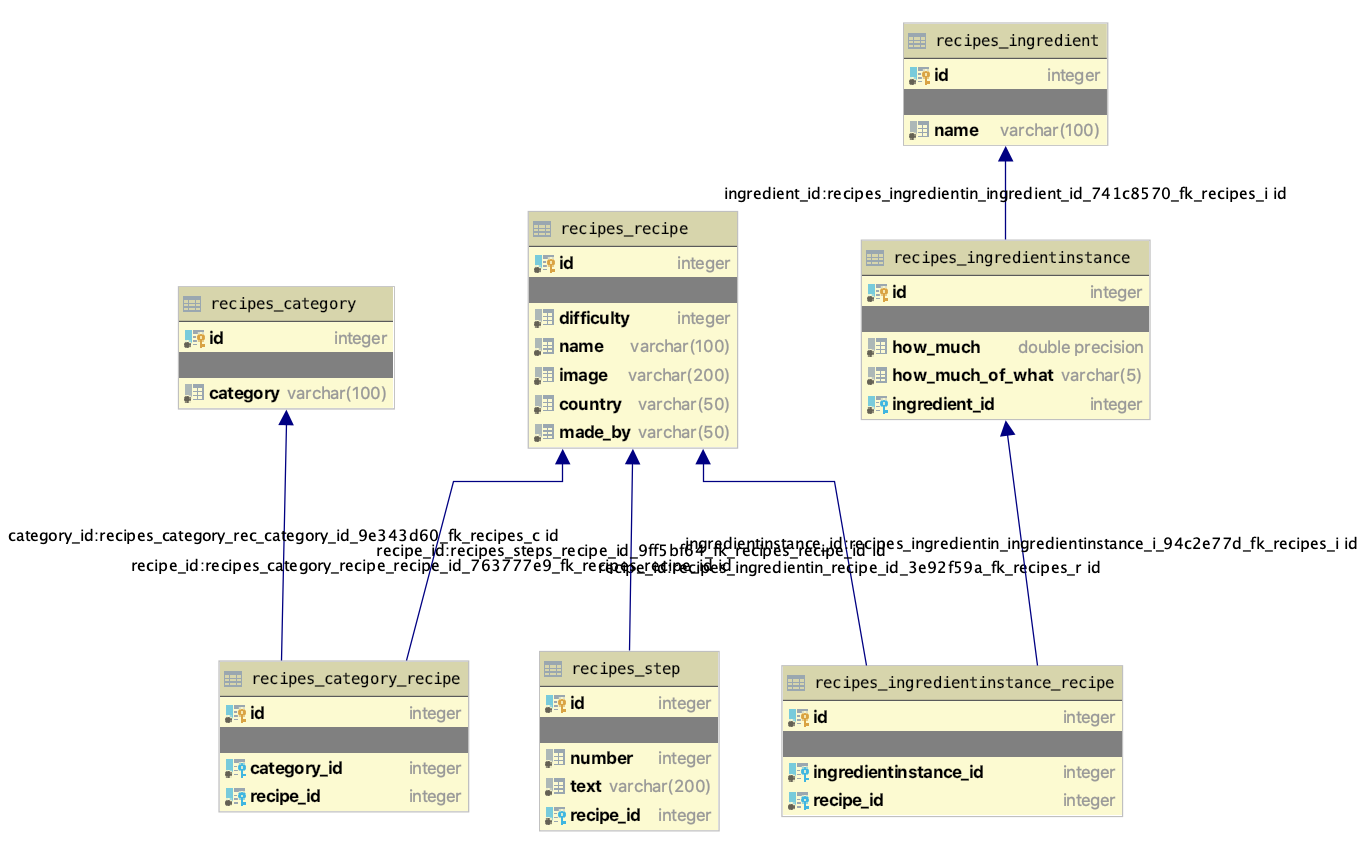 recipes_ingredient
id integer
name varchar(100)
ingredient_id:recipes_ingredientin_ingredient_id_741c8570_fk_recipes_i id
recipes_recipe
id integer
difficulty integer
name varchar(100)
image varchar(200)
country varchar(50)
made_by varchar(50)
recipes_ingredientinstance
id integer
how_much double precision
how_much_of_what varchar(5)
ingredient_id integer
recipes_category
id integer
category varchar(100)
category_id:recipes_category_rec_category_id_9e343d60_fk_recipes_c id
recipe_id:recipes_steps_recipe_id_9ff5bf64_fk_recipes_recipe_id id
ingredientinstance_id:recipes_ingredientin_ingredientinstance_i_94c2e77d_fk_recipes_i id
recipe_id:recipes_category_recipe_recipe_id_763777e9_fk_recipes_recipe_id id
recipe_id:recipes_ingredientin_recipe_id_3e92f59a_fk_recipes_r id
recipes_category_recipe
id integer
category_id integer
recipe_id integer
recipes_step
id integer
number integer
text varchar(200)
recipe_id integer
recipes_ingredientinstance_recipe
id integer
ingredientinstance_id integer
recipe_id integer